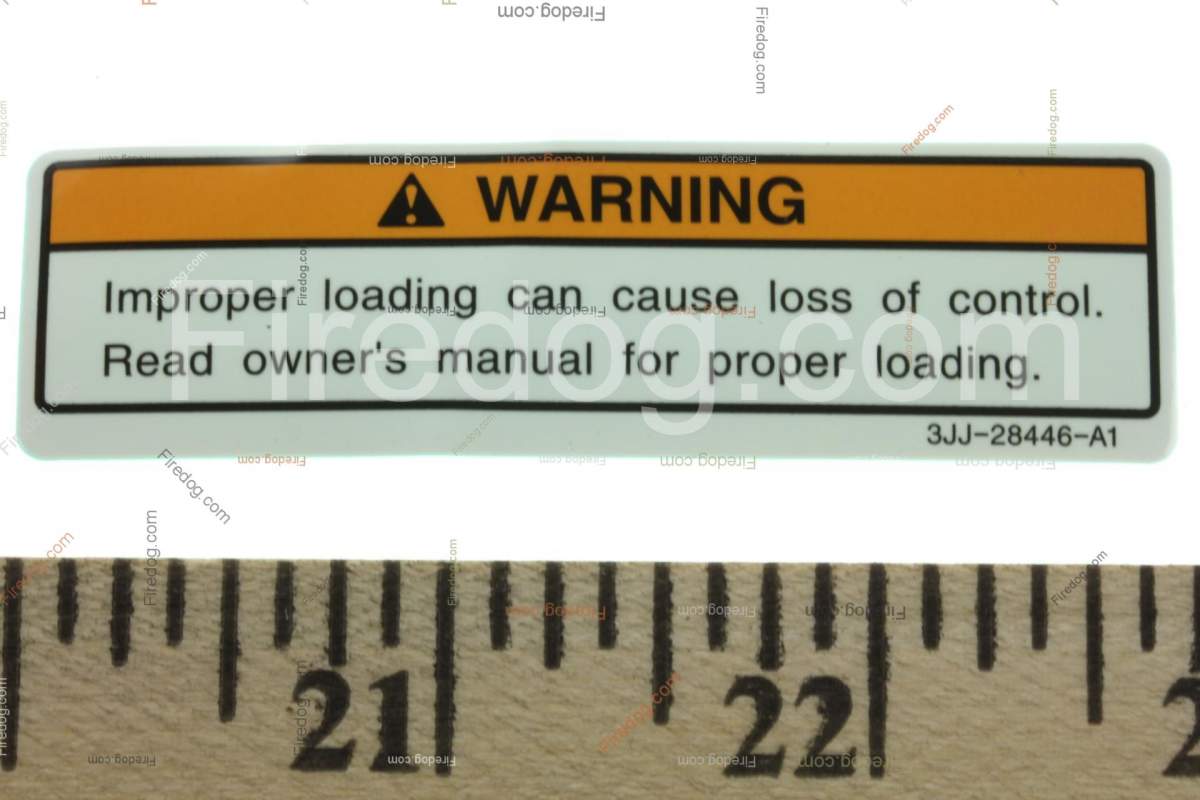 WARNING
Improper loading can cause loss of control.
Read owner's manual for proper loading.
3JJ-28446-A1
Firedog.com
21 22